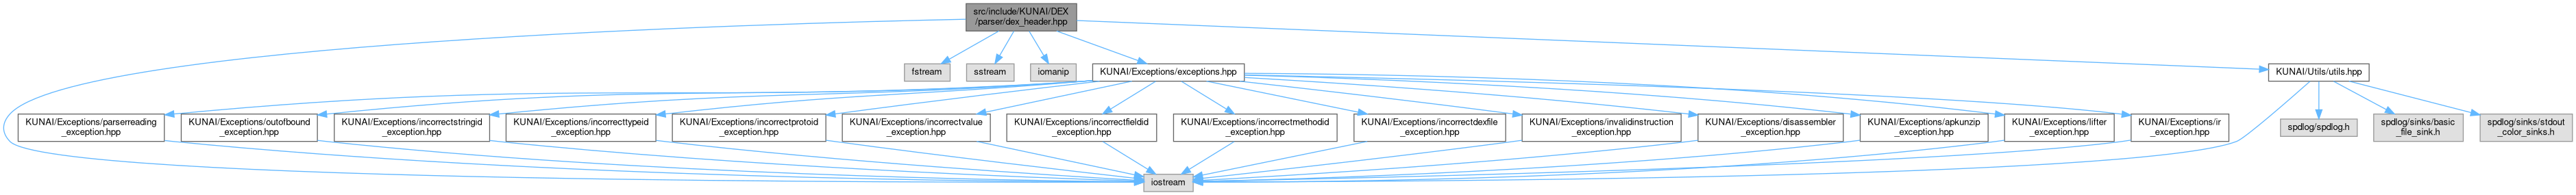 src/include/KUNAI/DEX
/parser/dex_header.hpp
fstream
sstream
iomanip
KUNAI/Exceptions/exceptions.hpp
KUNAI/Utils/utils.hpp
KUNAI/Exceptions/parserreading
_exception.hpp
KUNAI/Exceptions/outofbound
_exception.hpp
KUNAI/Exceptions/incorrectstringid
_exception.hpp
KUNAI/Exceptions/incorrecttypeid
_exception.hpp
KUNAI/Exceptions/incorrectprotoid
_exception.hpp
KUNAI/Exceptions/incorrectvalue
_exception.hpp
KUNAI/Exceptions/incorrectfieldid
_exception.hpp
KUNAI/Exceptions/incorrectmethodid
_exception.hpp
KUNAI/Exceptions/incorrectdexfile
_exception.hpp
KUNAI/Exceptions/invalidinstruction
_exception.hpp
KUNAI/Exceptions/disassembler
_exception.hpp
KUNAI/Exceptions/apkunzip
_exception.hpp
KUNAI/Exceptions/lifter
_exception.hpp
KUNAI/Exceptions/ir
_exception.hpp
spdlog/spdlog.h
spdlog/sinks/basic
_file_sink.h
spdlog/sinks/stdout
_color_sinks.h
iostream